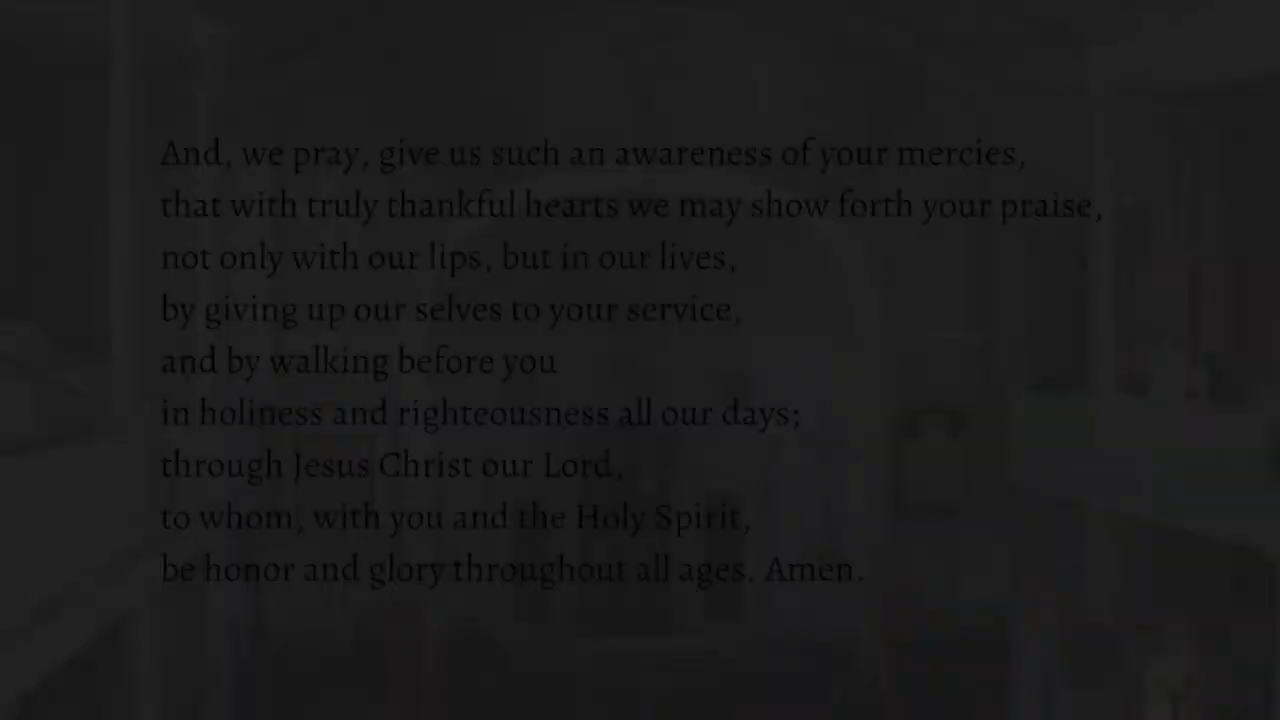 And, we pray, give us such an awareness of your mercies,
that with truly thankful hearts we may show forth your praise,
not only with our lips, but in our lives,
by giving up our selves to your service,
and by walking before you
in holiness and righteousness all our days;
through Jesus Christ our Lord,
to whom, with you and the Holy Spirit,
be honor and glory throughout all ages. Amen.